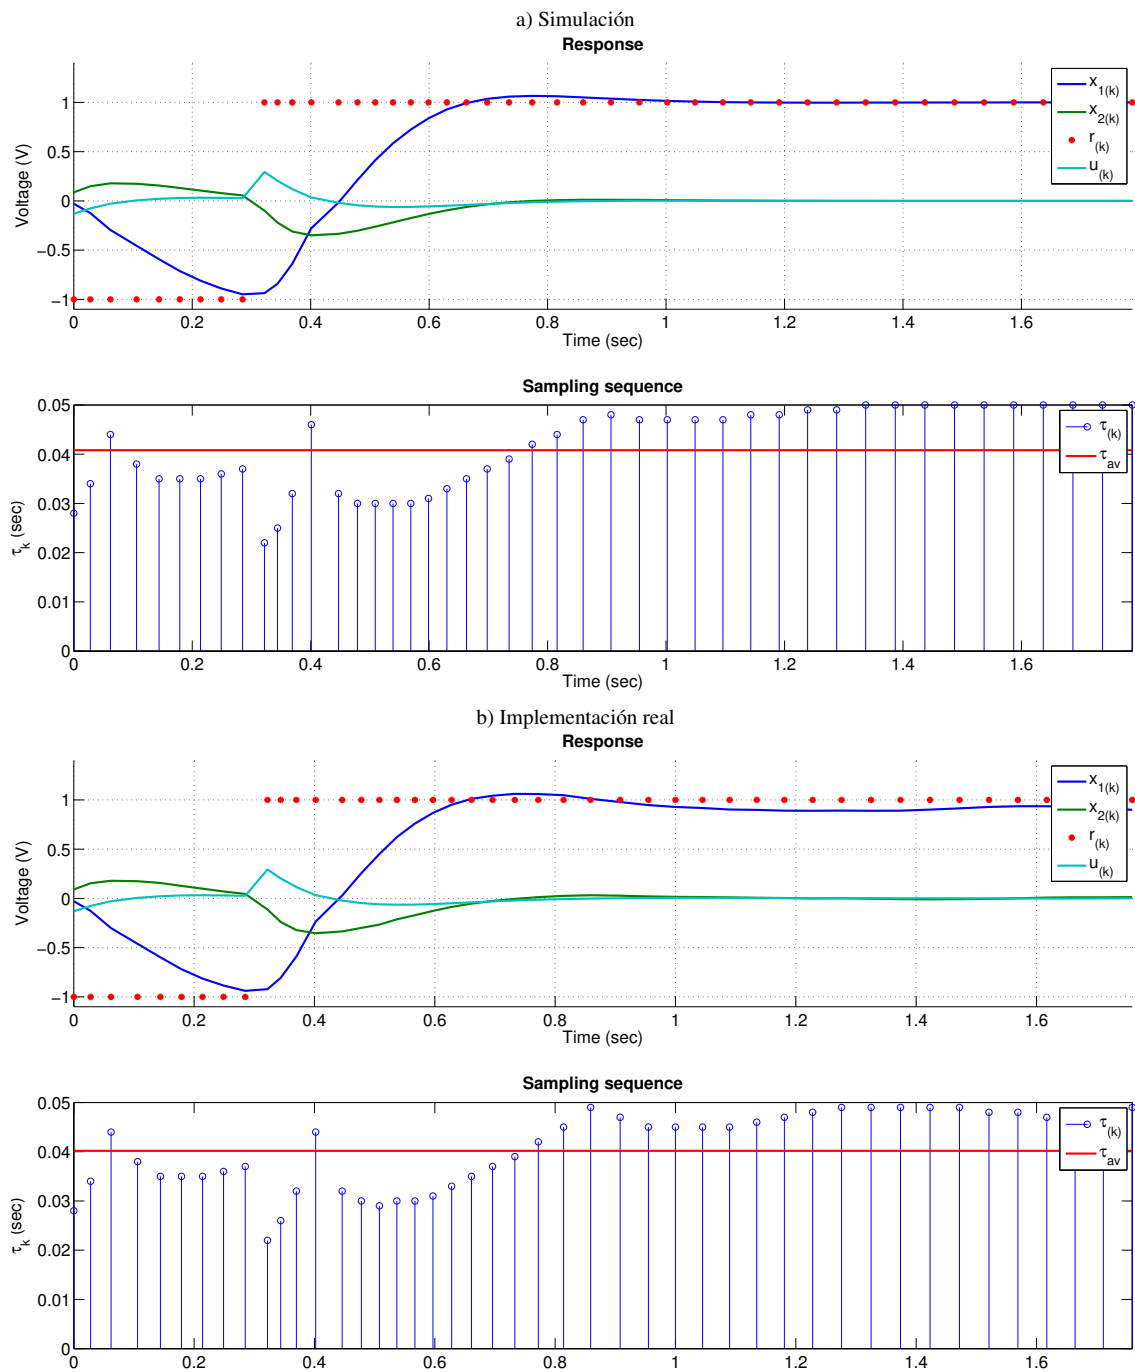 a) Simulación
Response
Voltage (V)
1
0.5
0
−0.5
−1
0 0.2 0.4 0.6 0.8 1 1.2 1.4 1.6
Time (sec)
x1(k)
x2(k)
r(k)
u(k)
Sampling sequence
τk (sec)
0.05
0.04
0.03
0.02
0.01
0
0 0.2 0.4 0.6 0.8 1 1.2 1.4 1.6
Time (sec)
τ(k)
τav
b) Implementación real
Response
Voltage (V)
1
0.5
0
−0.5
−1
0 0.2 0.4 0.6 0.8 1 1.2 1.4 1.6
Time (sec)
x1(k)
x2(k)
r(k)
u(k)
Sampling sequence
τk (sec)
0.05
0.04
0.03
0.02
0.01
0
0 0.2 0.4 0.6 0.8 1 1.2 1.4 1.6
Time (sec)
τ(k)
τav